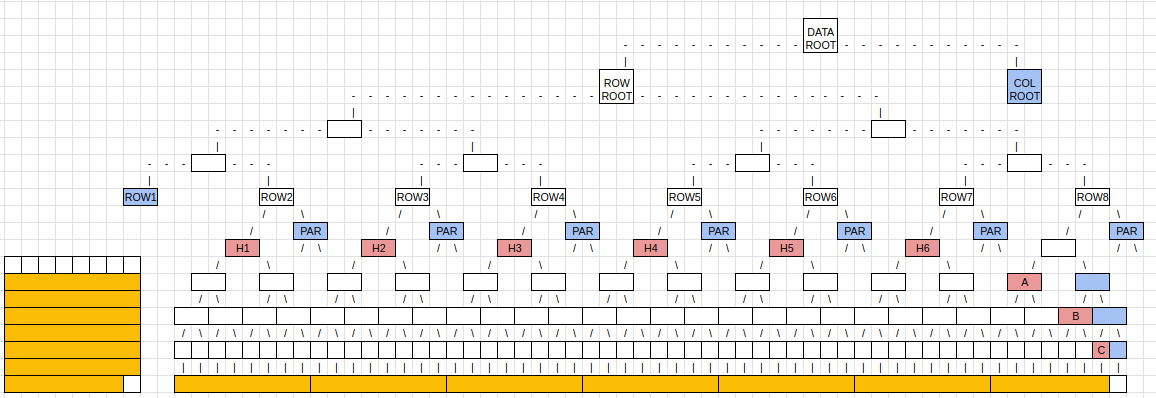 DATA
ROOT
ROW
ROOT
COL
ROOT
ROW1
ROW2
ROW3
ROW4
ROW5
ROW6
ROW7
ROW8
PAR
PAR
PAR
PAR
PAR
PAR
PAR
H1
H2
H3
H4
H5
H6
A
B
C